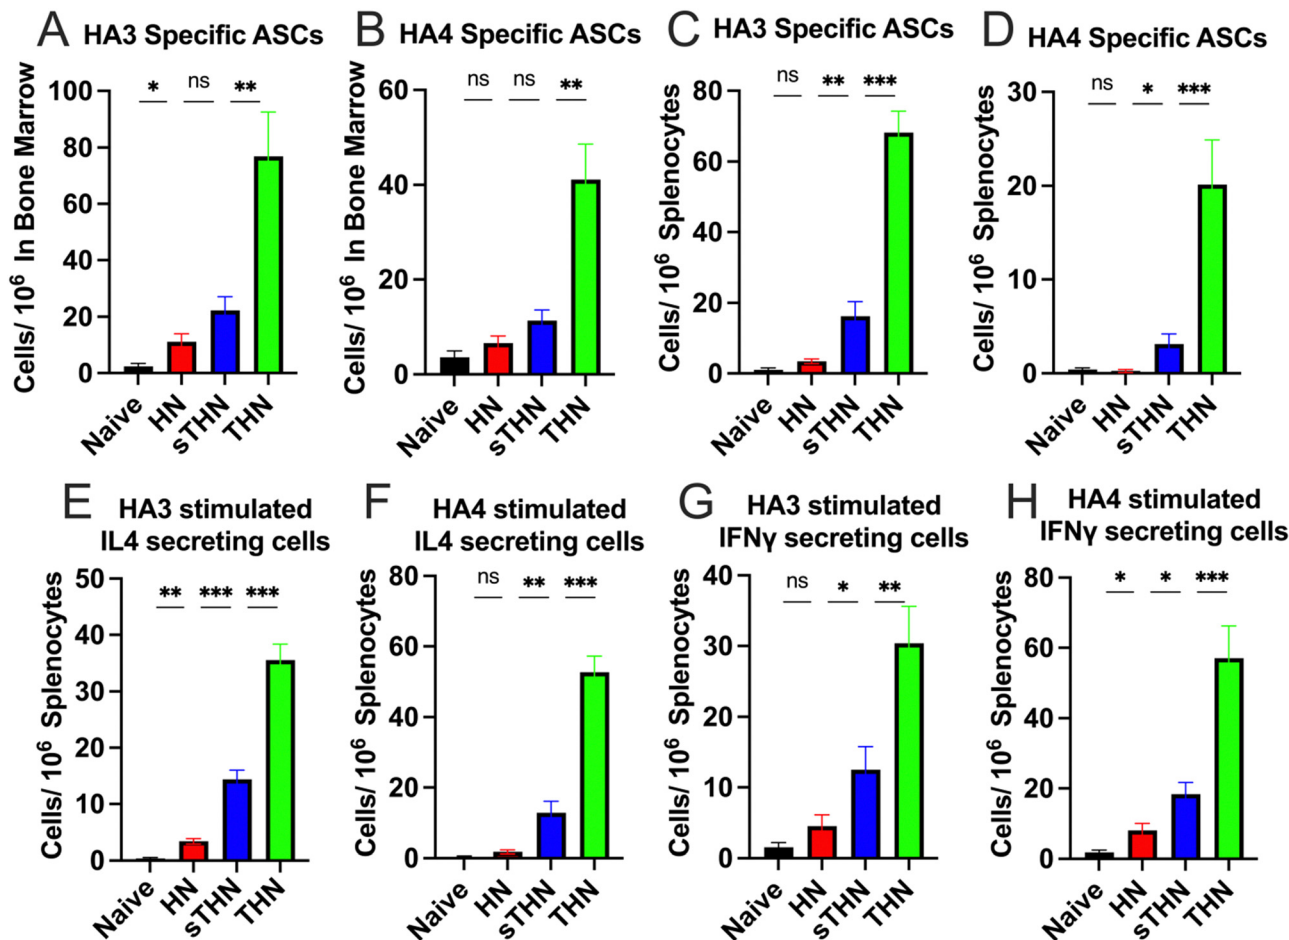 A HA3 Specific ASCs
* ns **
Cells/ 10⁶ In Bone Marrow
100
80
60
40
20
0
Naive HN sTHN THN
B HA4 Specific ASCs
ns ns **
Cells/ 10⁶ In Bone Marrow
60
40
20
0
Naive HN sTHN THN
C HA3 Specific ASCs
ns ** ***
Cells/ 10⁶ Splenocytes
80
60
40
20
0
Naive HN sTHN THN
D HA4 Specific ASCs
ns * ***
Cells/ 10⁶ Splenocytes
30
20
10
0
Naive HN sTHN THN
E HA3 stimulated
IL4 secreting cells
** *** ***
Cells/ 10⁶ Splenocytes
50
40
30
20
10
0
Naive HN sTHN THN
F HA4 stimulated
IL4 secreting cells
ns ** ***
Cells/ 10⁶ Splenocytes
80
60
40
20
0
Naive HN sTHN THN
G HA3 stimulated
IFNγ secreting cells
ns * **
Cells/ 10⁶ Splenocytes
40
30
20
10
0
Naive HN sTHN THN
H HA4 stimulated
IFNγ secreting cells
* * ***
Cells/ 10⁶ Splenocytes
80
60
40
20
0
Naive HN sTHN THN